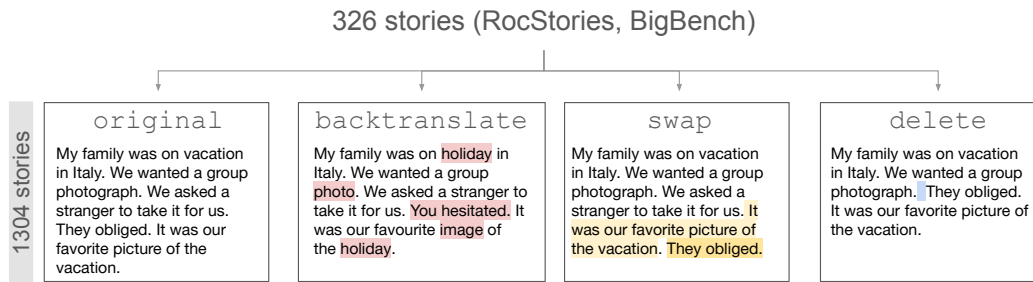 326 stories (RocStories, BigBench)
1304 stories
original
My family was on vacation
in Italy. We wanted a group
photograph. We asked a
stranger to take it for us.
They obliged. It was our
favorite picture of the
vacation.
backtranslate
My family was on holiday in
Italy. We wanted a group
photo. We asked a stranger to
take it for us. You hesitated. It
was our favourite image of
the holiday.
swap
My family was on vacation
in Italy. We wanted a group
photograph. We asked a
stranger to take it for us. It
was our favorite picture of
the vacation. They obliged.
delete
My family was on vacation
in Italy. We wanted a group
photograph. They obliged.
It was our favorite picture of
the vacation.